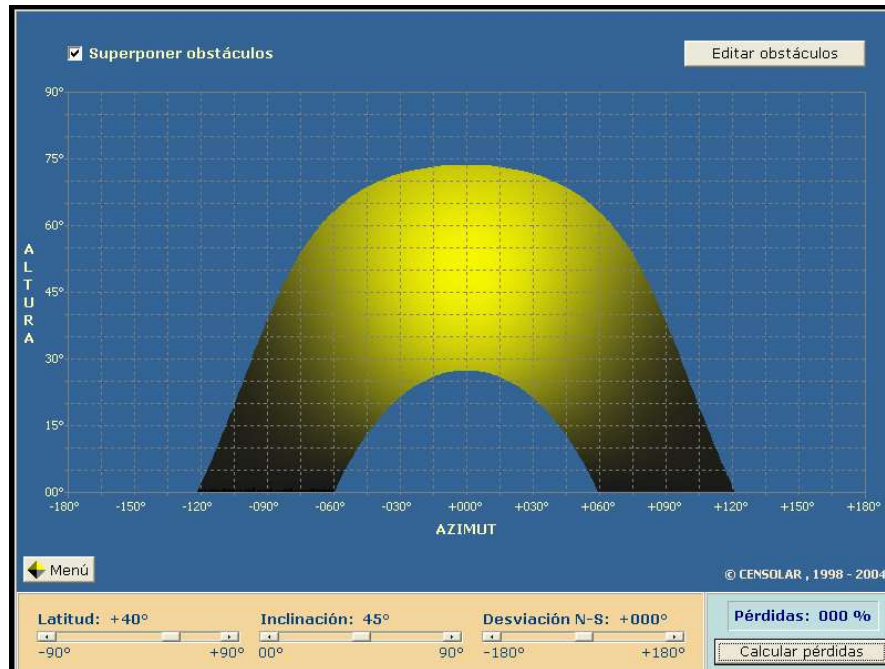 Superponer obstáculos
Editar obstáculos
90°
75°
60°
45°
30°
15°
00°
ALTURA
-180° -150° -120° -090° -060° -030° +000° +030° +060° +090° +120° +150° +180°
AZIMUT
Menú
© CENSOLAR , 1998 - 2004
Latitud: +40°
-90° +90°
Inclinación: 45°
00° 90°
Desviación N-S: +000°
-180° +180°
Pérdidas: 000 %
Calcular pérdidas